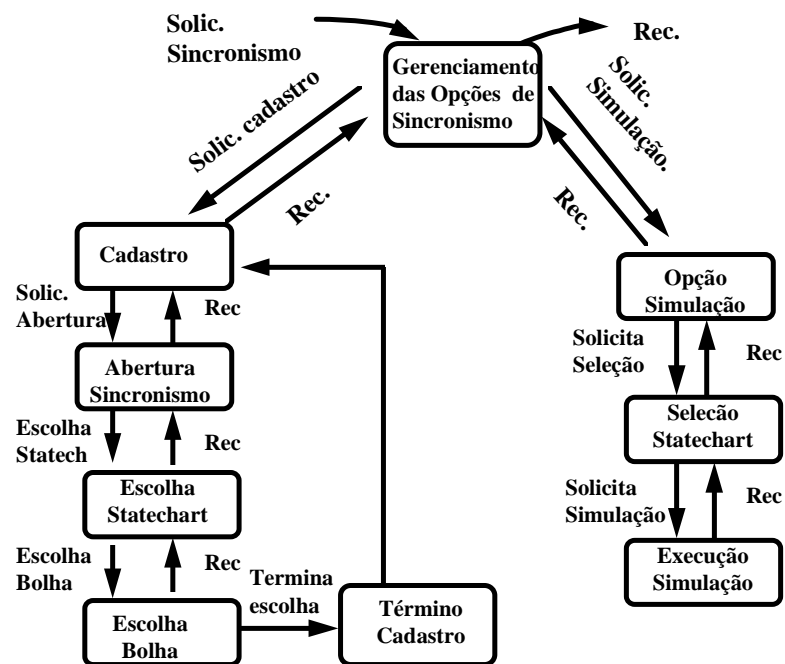 Solic.
Sincronismo
Rec.
Gerenciamento
das Opções de
Sincronismo
Solic. cadastro
Rec.
Solic.
Simulação.
Rec.
Cadastro
Solic.
Abertura
Rec
Abertura
Sincronismo
Escolha
Statech
Rec
Escolha
Statechart
Escolha
Bolha
Rec
Escolha
Bolha
Termina
escolha
Término
Cadastro
Opção
Simulação
Solicita
Seleção
Rec
Selecão
Statechart
Solicita
Simulação
Rec
Execução
Simulação